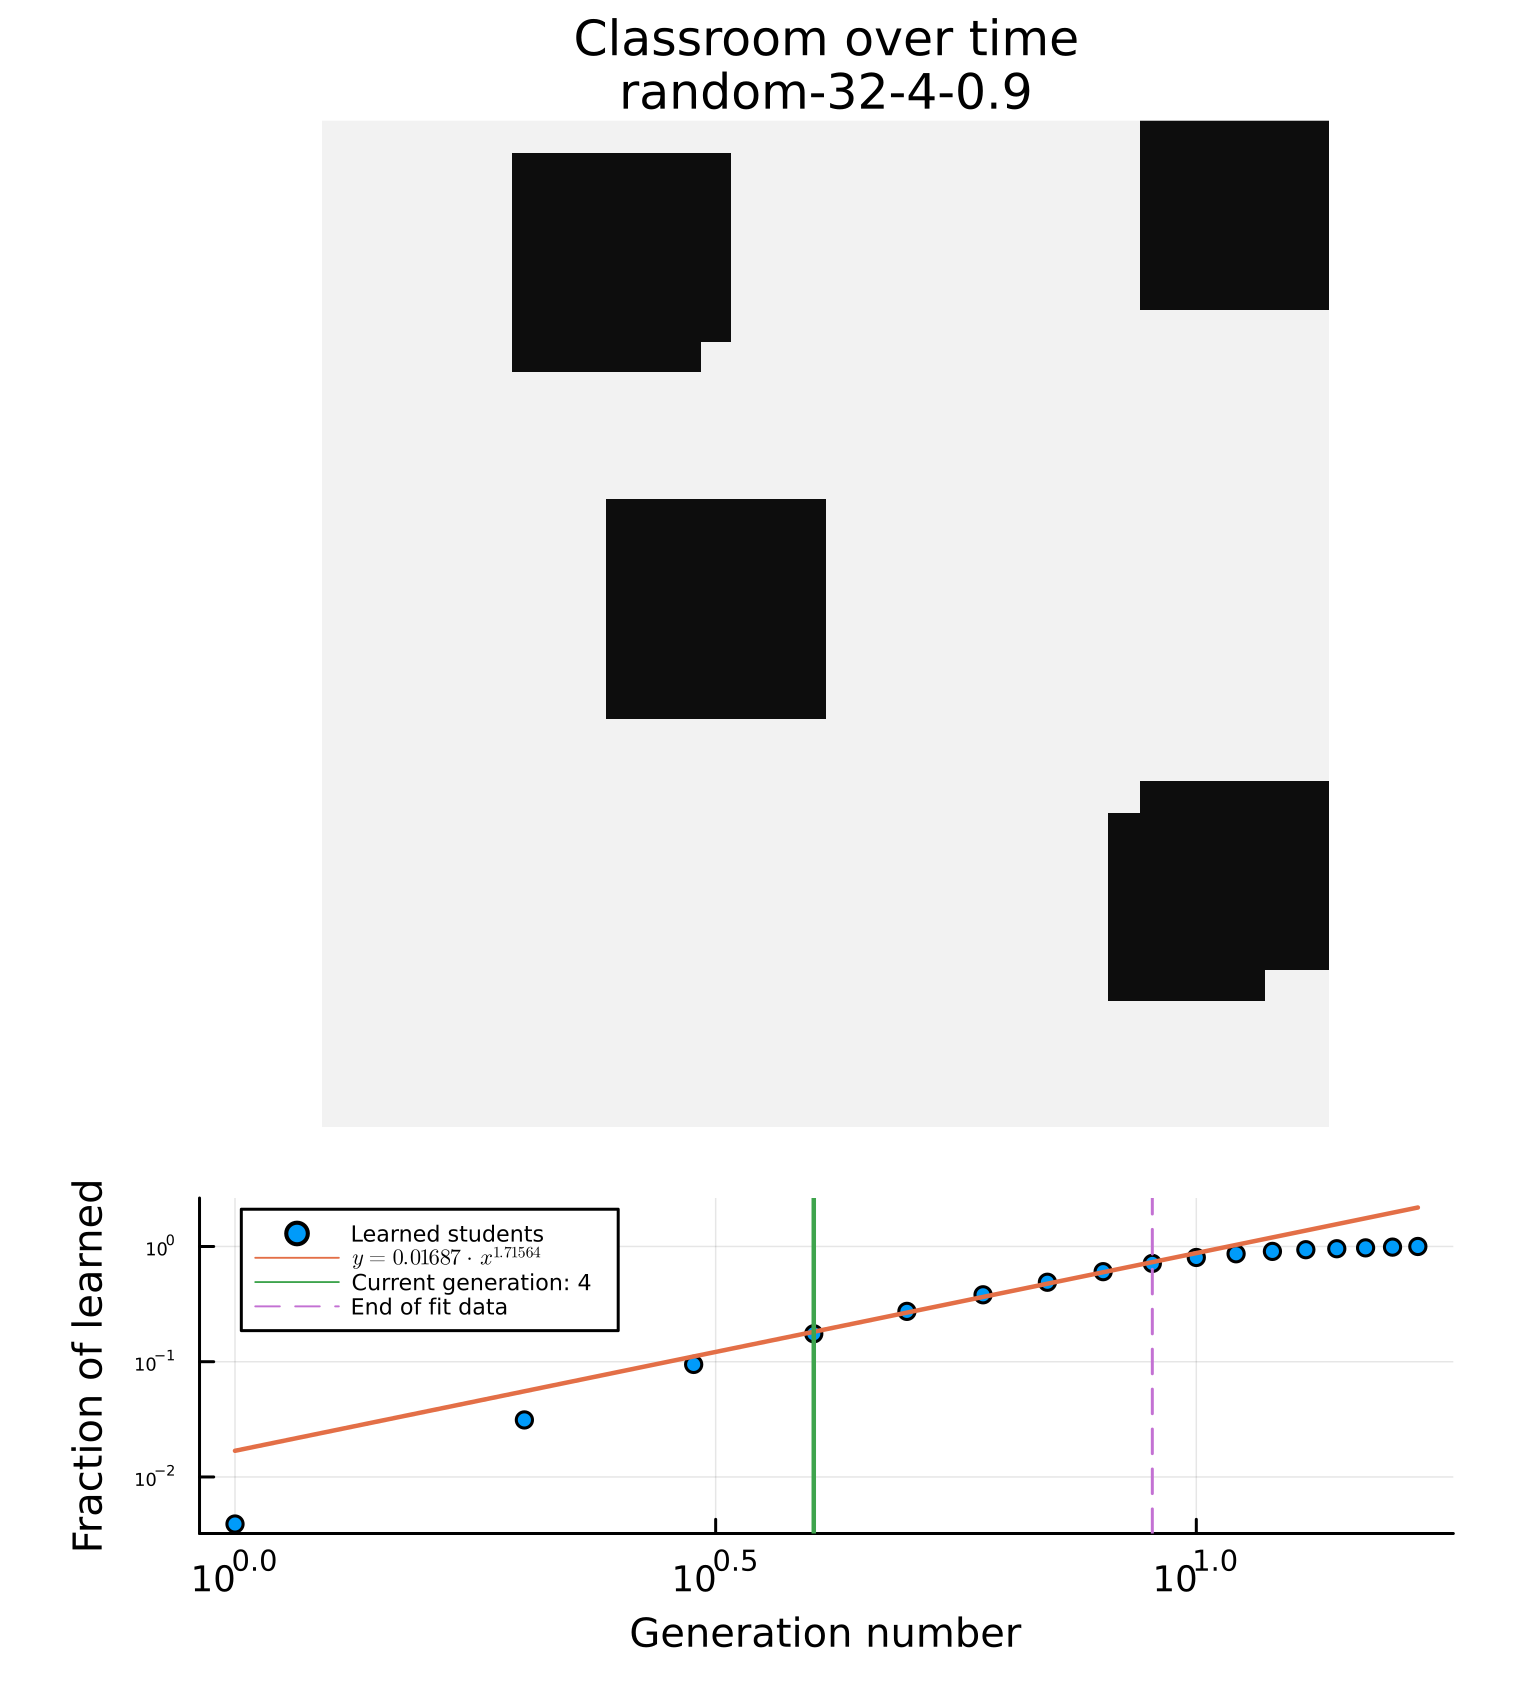 Classroom over time
random-32-4-0.9
Fraction of learned
10^0
10^-1
10^-2
Learned students
y = 0.01687 · x^1.71564
Current generation: 4
End of fit data
10^0.0 10^0.5 10^1.0
Generation number